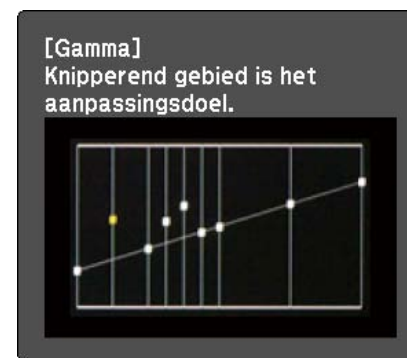 [Gamma]
Knipperend gebied is het
aanpassingsdoel.